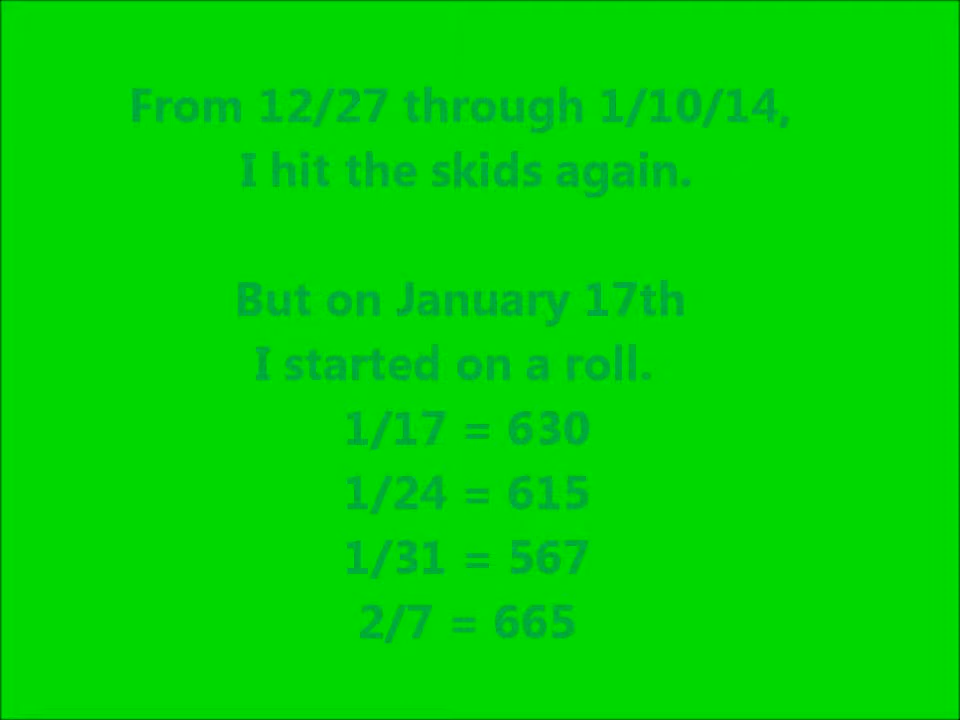 From 12/27 through 1/10/14,
I hit the skids again.
But on January 17th
I started on a roll.
1/17 = 630
1/24 = 615
1/31 = 567
2/7 = 665